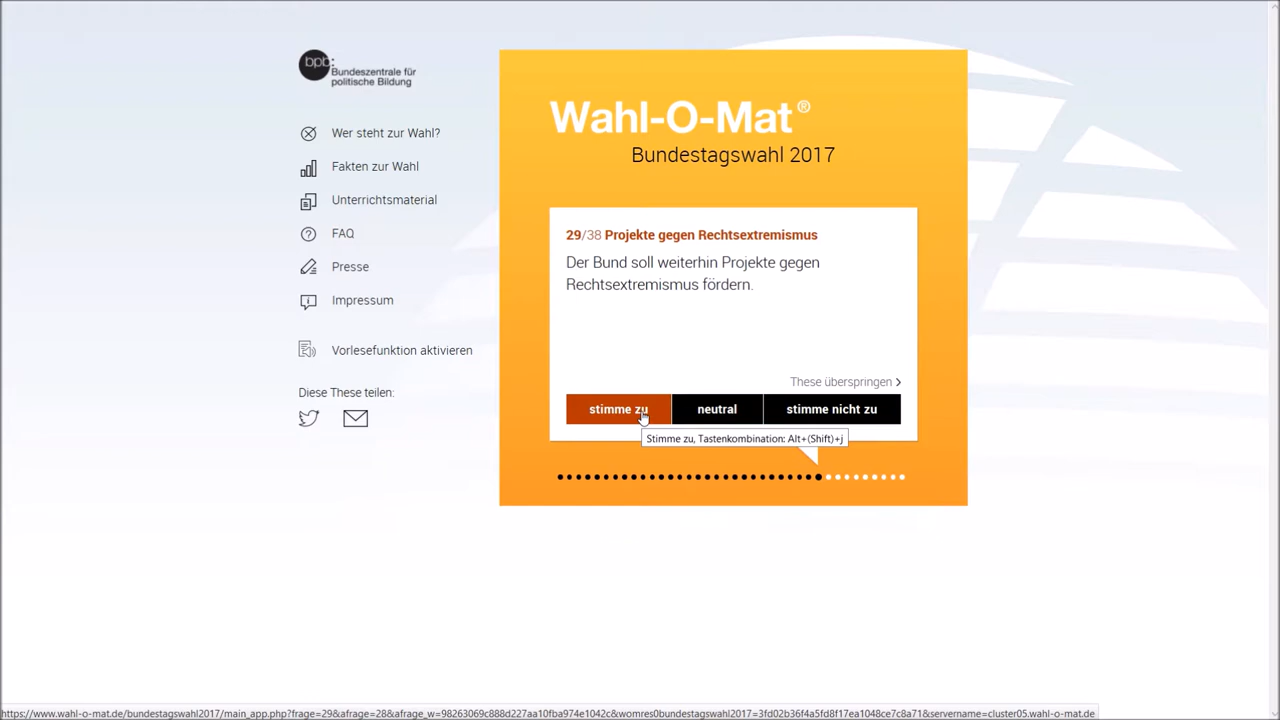 bpb:
Bundeszentrale für
politische Bildung
Wer steht zur Wahl?
Fakten zur Wahl
Unterrichtsmaterial
FAQ
Presse
Impressum
Vorlesefunktion aktivieren
Diese These teilen:
Wahl-O-Mat®
Bundestagswahl 2017
29/38 Projekte gegen Rechtsextremismus
Der Bund soll weiterhin Projekte gegen
Rechtsextremismus fördern.
These überspringen
stimme zu neutral stimme nicht zu
Stimme zu, Tastenkombination: Alt+(Shift)+j
https://www.wahl-o-mat.de/bundestagswahl2017/main_app.php?frage=29&afrage=28&afrage_w=98263069c888d227aa10fba974e1042c&womres0bundestagswahl2017=3fd02b36f4a5fd8f17ea1048ce7c8a71&servername=cluster05.wahl-o-mat.de